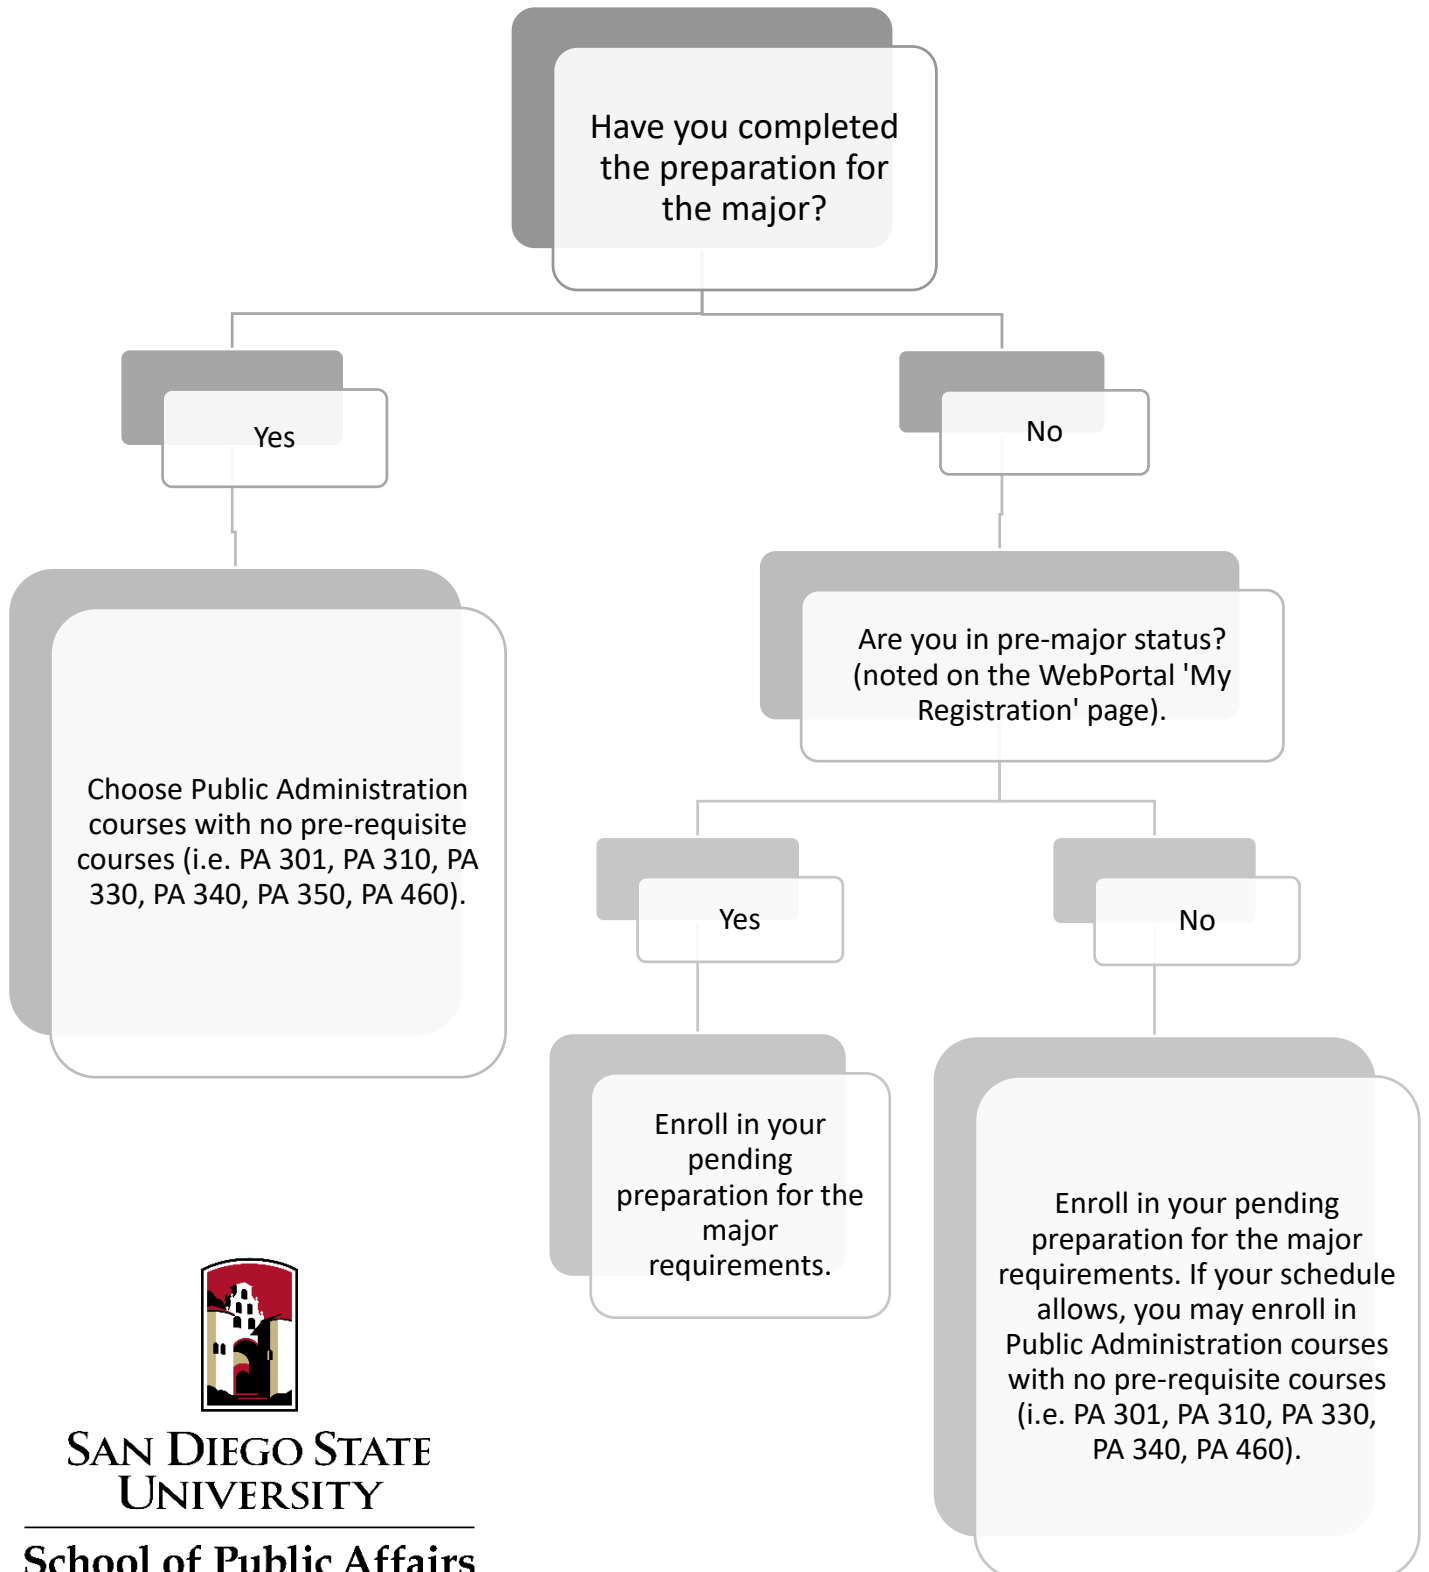 Have you completed
the preparation for
the major?
Yes
No
Choose Public Administration
courses with no pre-requisite
courses (i.e. PA 301, PA 310, PA
330, PA 340, PA 350, PA 460).
Are you in pre-major status?
(noted on the WebPortal 'My
Registration' page).
Yes
No
Enroll in your
pending
preparation for the
major
requirements.
Enroll in your pending
preparation for the major
requirements. If your schedule
allows, you may enroll in
Public Administration courses
with no pre-requisite courses
(i.e. PA 301, PA 310, PA 330,
PA 340, PA 460).
SAN DIEGO STATE
UNIVERSITY
School of Public Affairs